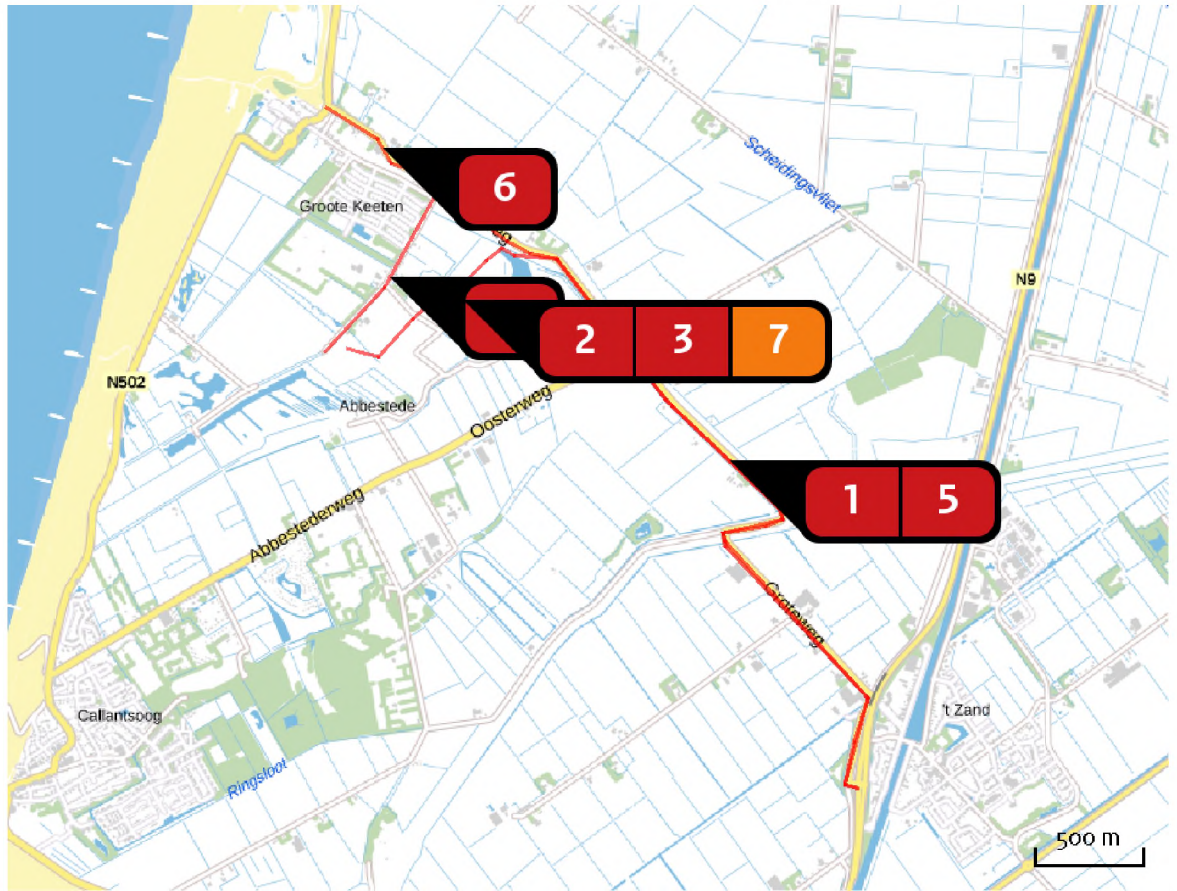 Scheidingsvliet
6
Groote Keeten
N9
2 3 7
N502
Abbestede
Oosterweg
1 5
Abbestederweg
Groteweg
't Zand
Callantsoog
Ringsloot
500 m